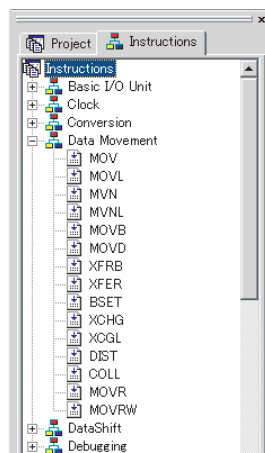 Project Instructions
Instructions
Basic I/O Unit
Clock
Conversion
Data Movement
MOV
MOVL
MVN
MVNL
MOVB
MOVD
XFRB
XFER
BSET
XCHG
XCGL
DIST
COLL
MOVR
MOVRW
DataShift
Debugging